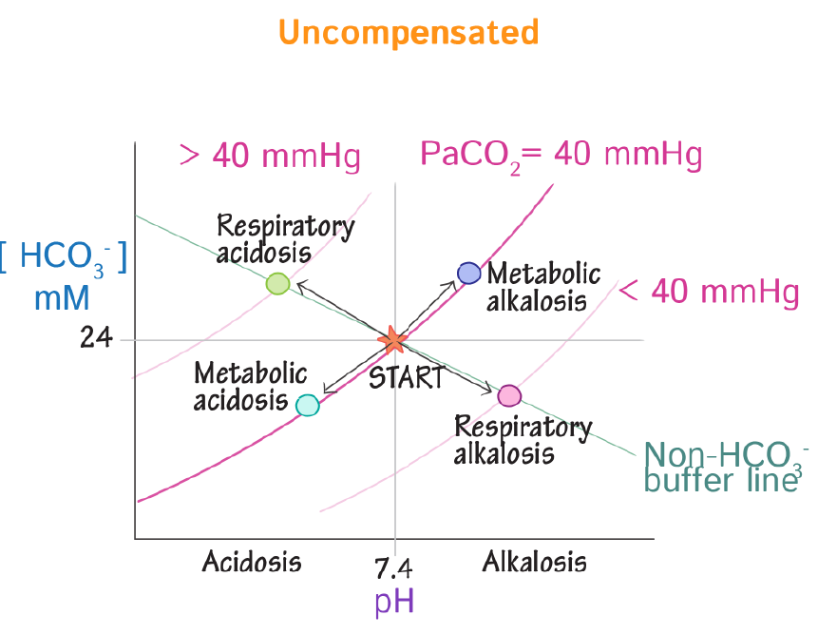 Uncompensated
> 40 mmHg
PaCO₂= 40 mmHg
Respiratory
acidosis
[ HCO₃⁻ ]
mM
Metabolic
alkalosis
< 40 mmHg
24
START
Metabolic
acidosis
Respiratory
alkalosis
Non-HCO₃⁻
buffer line
Acidosis
7.4
Alkalosis
pH